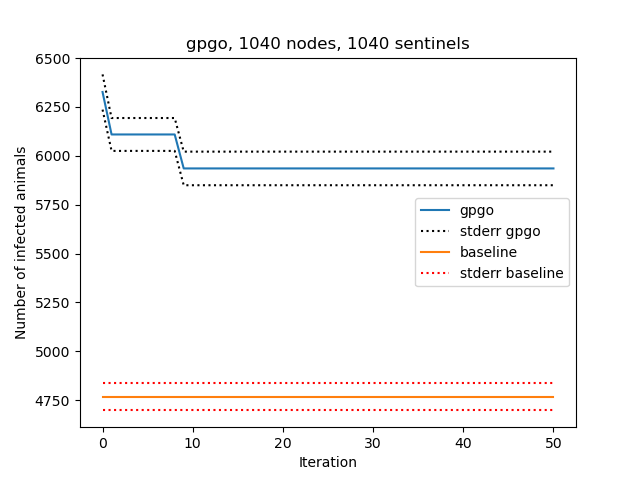 gpgo, 1040 nodes, 1040 sentinels
6500
6250
6000
5750
5500
5250
5000
4750
Number of infected animals
gpgo
stderr gpgo
baseline
stderr baseline
0 10 20 30 40 50
Iteration